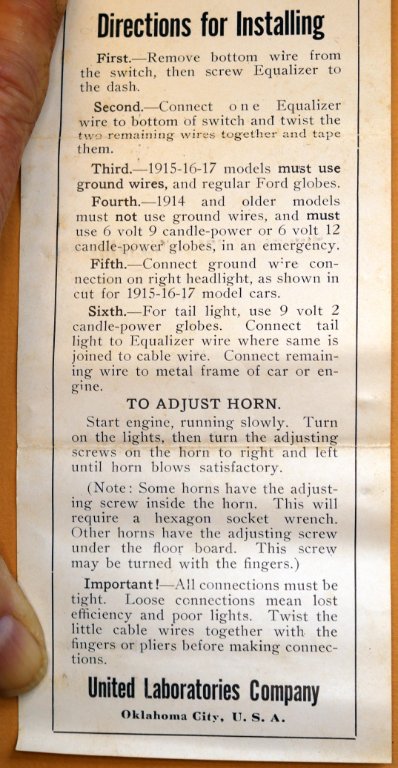 Directions for Installing
First.—Remove bottom wire from
the switch, then screw Equalizer to
the dash.
Second.—Connect one Equalizer
wire to bottom of switch and twist the
two remaining wires together and tape
them.
Third.—1915-16-17 models must use
ground wires, and regular Ford globes.
Fourth.—1914 and older models
must not use ground wires, and must
use 6 volt 9 candle-power or 6 volt 12
candle-power globes, in an emergency.
Fifth.—Connect ground wire con-
nection on right headlight, as shown in
cut for 1915-16-17 model cars.
Sixth.—For tail light, use 9 volt 2
candle-power globes. Connect tail
light to Equalizer wire where same is
joined to cable wire. Connect remain-
ing wire to metal frame of car or en-
gine.
TO ADJUST HORN.
Start engine, running slowly. Turn
on the lights, then turn the adjusting
screws on the horn to right and left
until horn blows satisfactory.
(Note: Some horns have the adjust-
ing screw inside the horn. This will
require a hexagon socket wrench.
Other horns have the adjusting screw
under the floor board. This screw
may be turned with the fingers.)
Important!—All connections must be
tight. Loose connections mean lost
efficiency and poor lights. Twist the
little cable wires together with the
fingers or pliers before making connec-
tions.
United Laboratories Company
Oklahoma City, U. S. A.